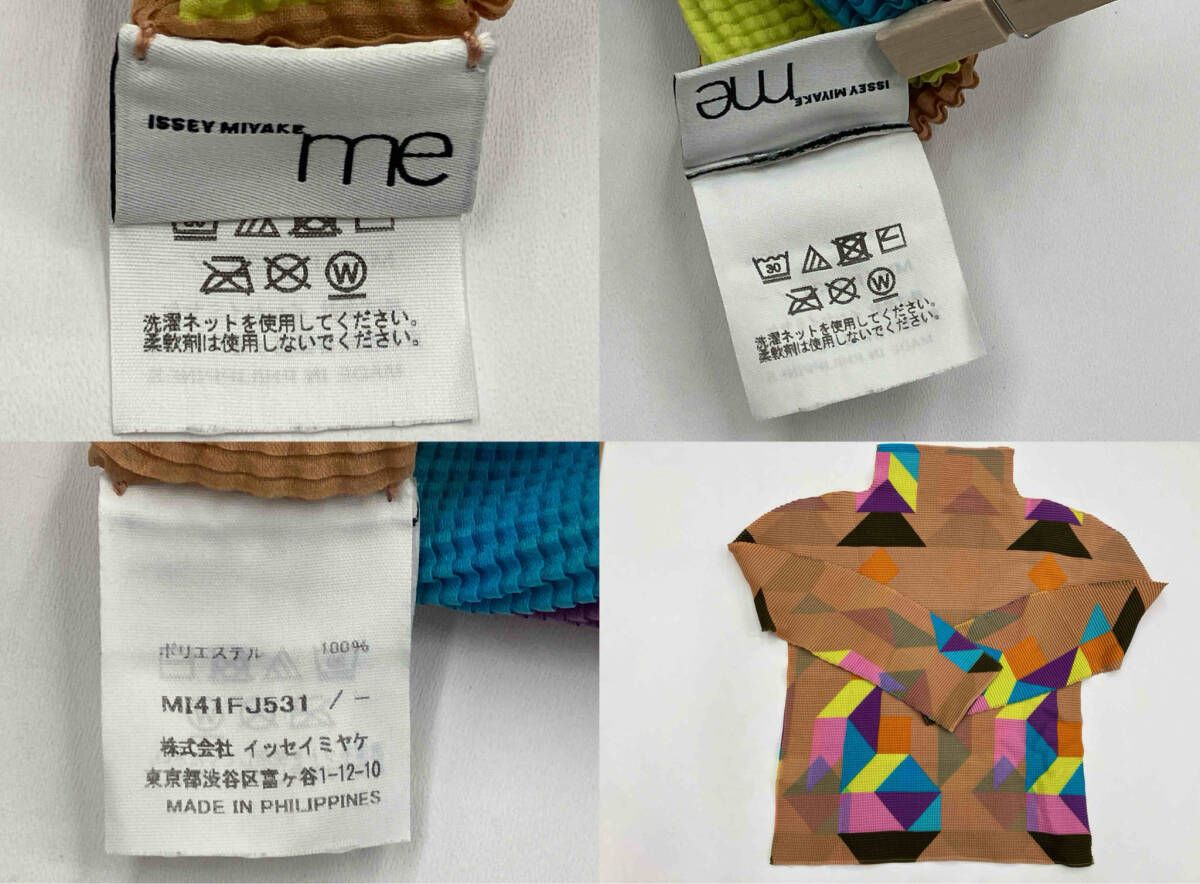 ISSEY MIYAKE me
W
洗濯ネットを使用してください。
柔軟剤は使用しないでください。
me ISSEY MIYAKE
30
W
洗濯ネットを使用してください。
柔軟剤は使用しないでください。
ポリエステル 100%
MI41FJ531 / -
株式会社 イッセイミヤケ
東京都渋谷区富ヶ谷1-12-10
MADE IN PHILIPPINES